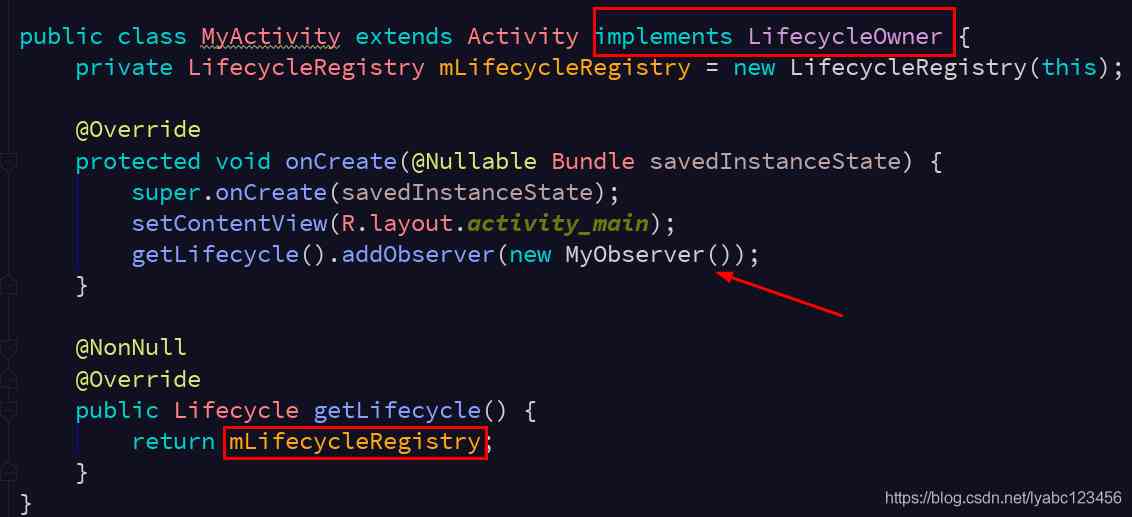 public class MyActivity extends Activity implements LifecycleOwner {
private LifecycleRegistry mLifecycleRegistry = new LifecycleRegistry(this);
@Override
protected void onCreate(@Nullable Bundle savedInstanceState) {
super.onCreate(savedInstanceState);
setContentView(R.layout.activity_main);
getLifecycle().addObserver(new MyObserver());
}
@NonNull
@Override
public Lifecycle getLifecycle() {
return mLifecycleRegistry;
}
}
https://blog.csdn.net/lyabc123456